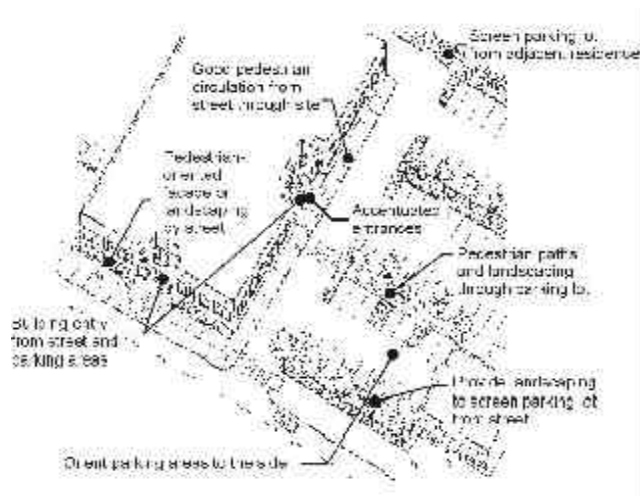 Screen parking lot
from adjacent residence
Good pedestrian
circulation from
street through site
Pedestrian-
oriented
facade or
landscaping
by street
Accentuated
entrances
Pedestrian paths
and landscaping
through parking lot
Building entry
from street and
parking areas
Provide landscaping
to screen parking lot
from street
Orient parking areas to the side